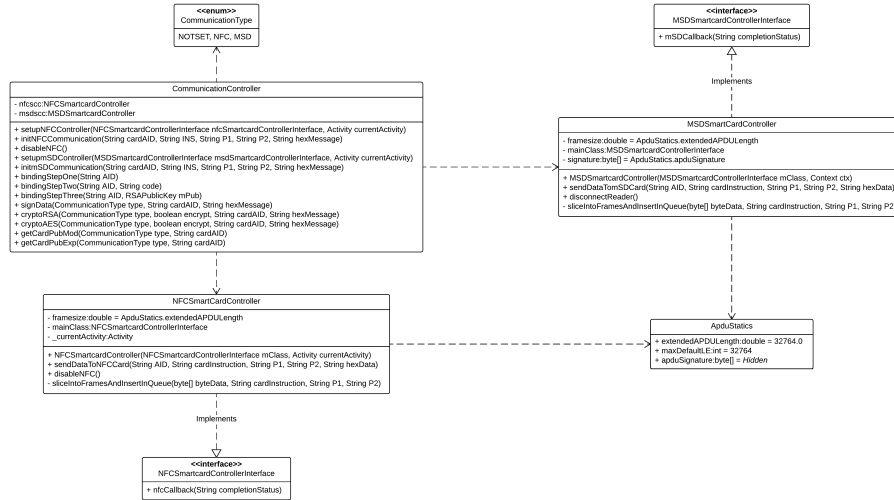 <<enum>>
CommunicationType
NOTSET, NFC, MSD
<<interface>>
MSDSmartcardControllerInterface
+ mSDCallback(String completionStatus)
CommunicationController
- nfcscc:NFCSmartcardController
- msdscc:MSDSmartcardController
+ setupNFCController(NFCSmartcardControllerInterface nfcSmartcardInterface, Activity currentActivity)
+ initNFCCommunication(String cardAID, String INS, String P1, String P2, String hexMessage)
+ disableNFC()
+ setupmSDController(MSDSmartcardControllerInterface msdSmartcardInterface, Activity currentActivity)
+ initmSDCommunication(String cardAID, String INS, String P1, String P2, String hexMessage)
+ bindingStepOne(String AID)
+ bindingStepTwo(String AID, String code)
+ bindingStepThree(String AID, RSAPublicKey mPub)
+ signData(CommunicationType type, String cardAID, String hexMessage)
+ cryptoRSA(CommunicationType type, boolean encrypt, String cardAID, String hexMessage)
+ cryptoAES(CommunicationType type, boolean encrypt, String cardAID, String hexMessage)
+ getCardPubMod(CommunicationType type, String cardAID)
+ getCardPubExp(CommunicationType type, String cardAID)
Implements
MSDSmartcardController
- framesize:double = ApduStatics.extendedAPDULength
- mainClass:MSDSmartcardControllerInterface
- signature:byte[] = ApduStatics.apduSignature
+ MSDSmartcardController(MSDSmartcardControllerInterface mClass, Context ctx)
+ sendDataTomSDCard(String AID, String cardInstruction, String P1, String P2, String hexData)
+ disconnectReader()
- sliceIntoFramesAndInsertInQueue(byte[] byteData, String cardInstruction, String P1, String P2
NFCSmartCardController
- framesize:double = ApduStatics.extendedAPDULength
- mainClass:NFCSmartcardControllerInterface
- _currentActivity:Activity
+ NFCSmartcardController(NFCSmartcardControllerInterface mClass, Activity currentActivity)
+ sendDataToNFCCard(String AID, String cardInstruction, String P1, String P2, String hexData)
+ disableNFC()
- sliceIntoFramesAndInsertInQueue(byte[] byteData, String cardInstruction, String P1, String P2)
ApduStatics
+ extendedAPDULength:double = 32764.0
+ maxDefaultLE:int = 32764
+ apduSignature:byte[] = Hidden
Implements
<<interface>>
NFCSmartcardControllerInterface
+ nfcCallback(String completionStatus)